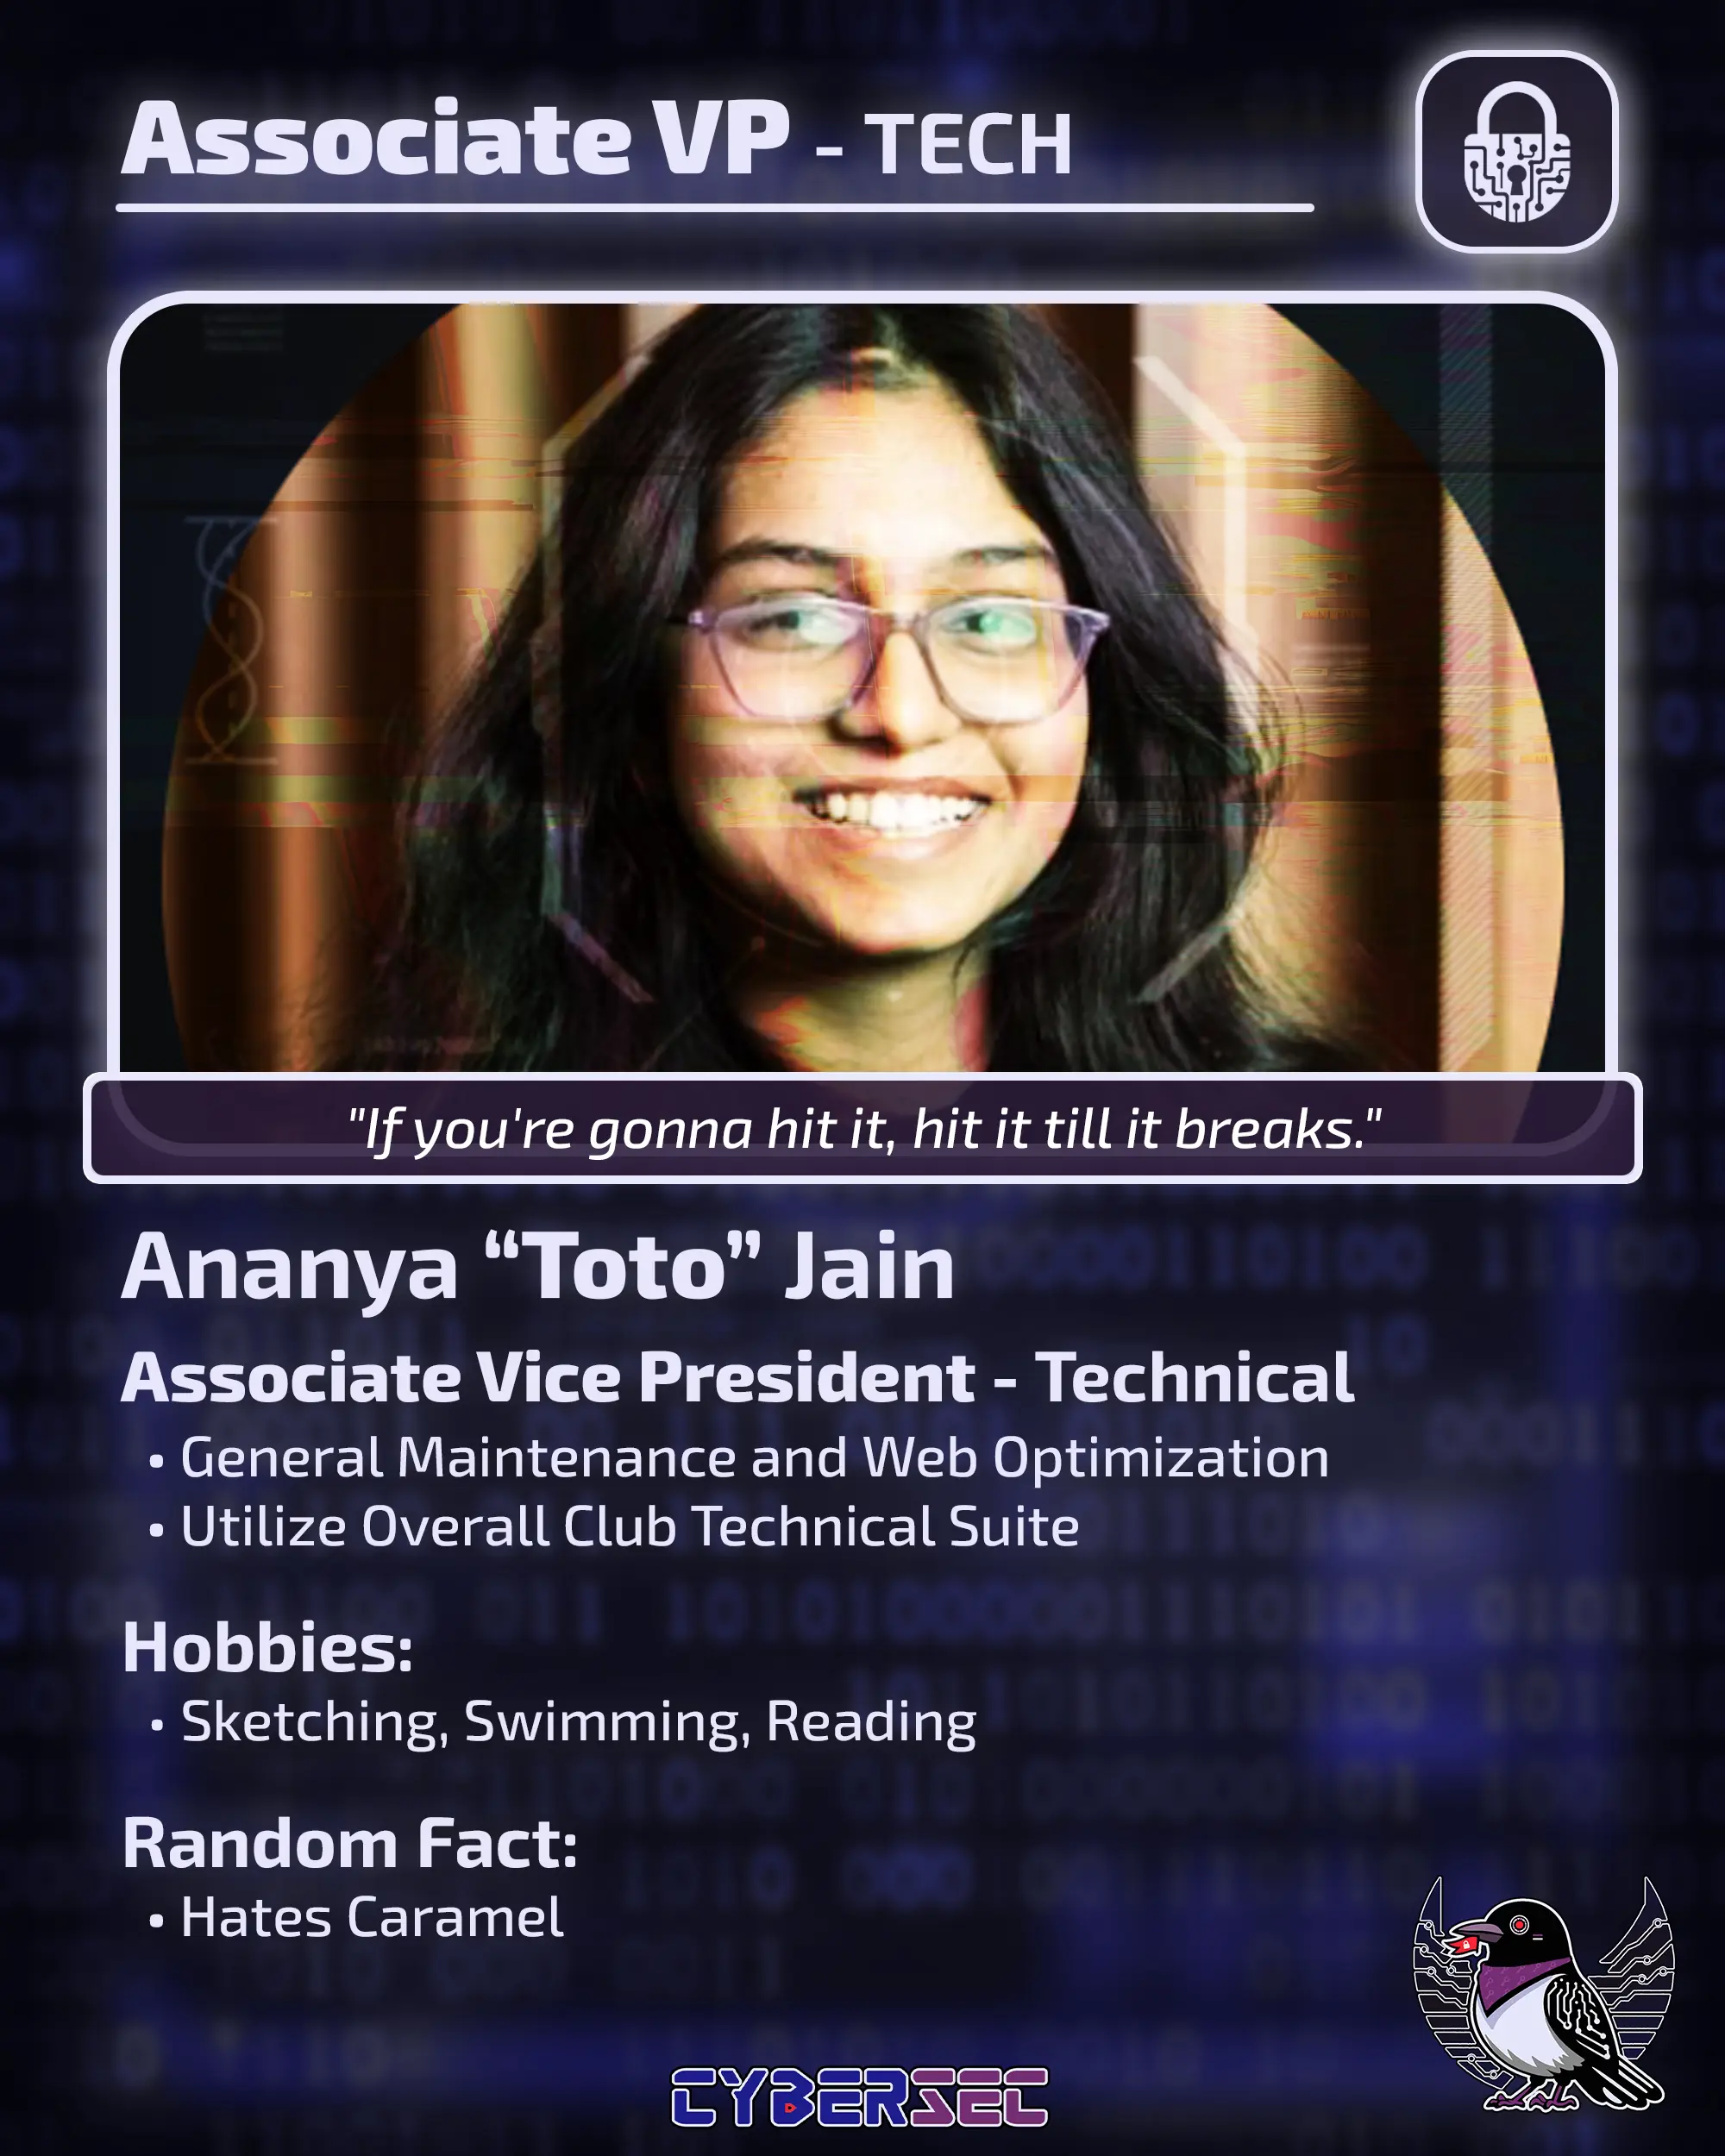 Associate VP - TECH
"If you're gonna hit it, hit it till it breaks."
Ananya “Toto” Jain
Associate Vice President - Technical
• General Maintenance and Web Optimization
• Utilize Overall Club Technical Suite
Hobbies:
• Sketching, Swimming, Reading
Random Fact:
• Hates Caramel
CYBERSEC